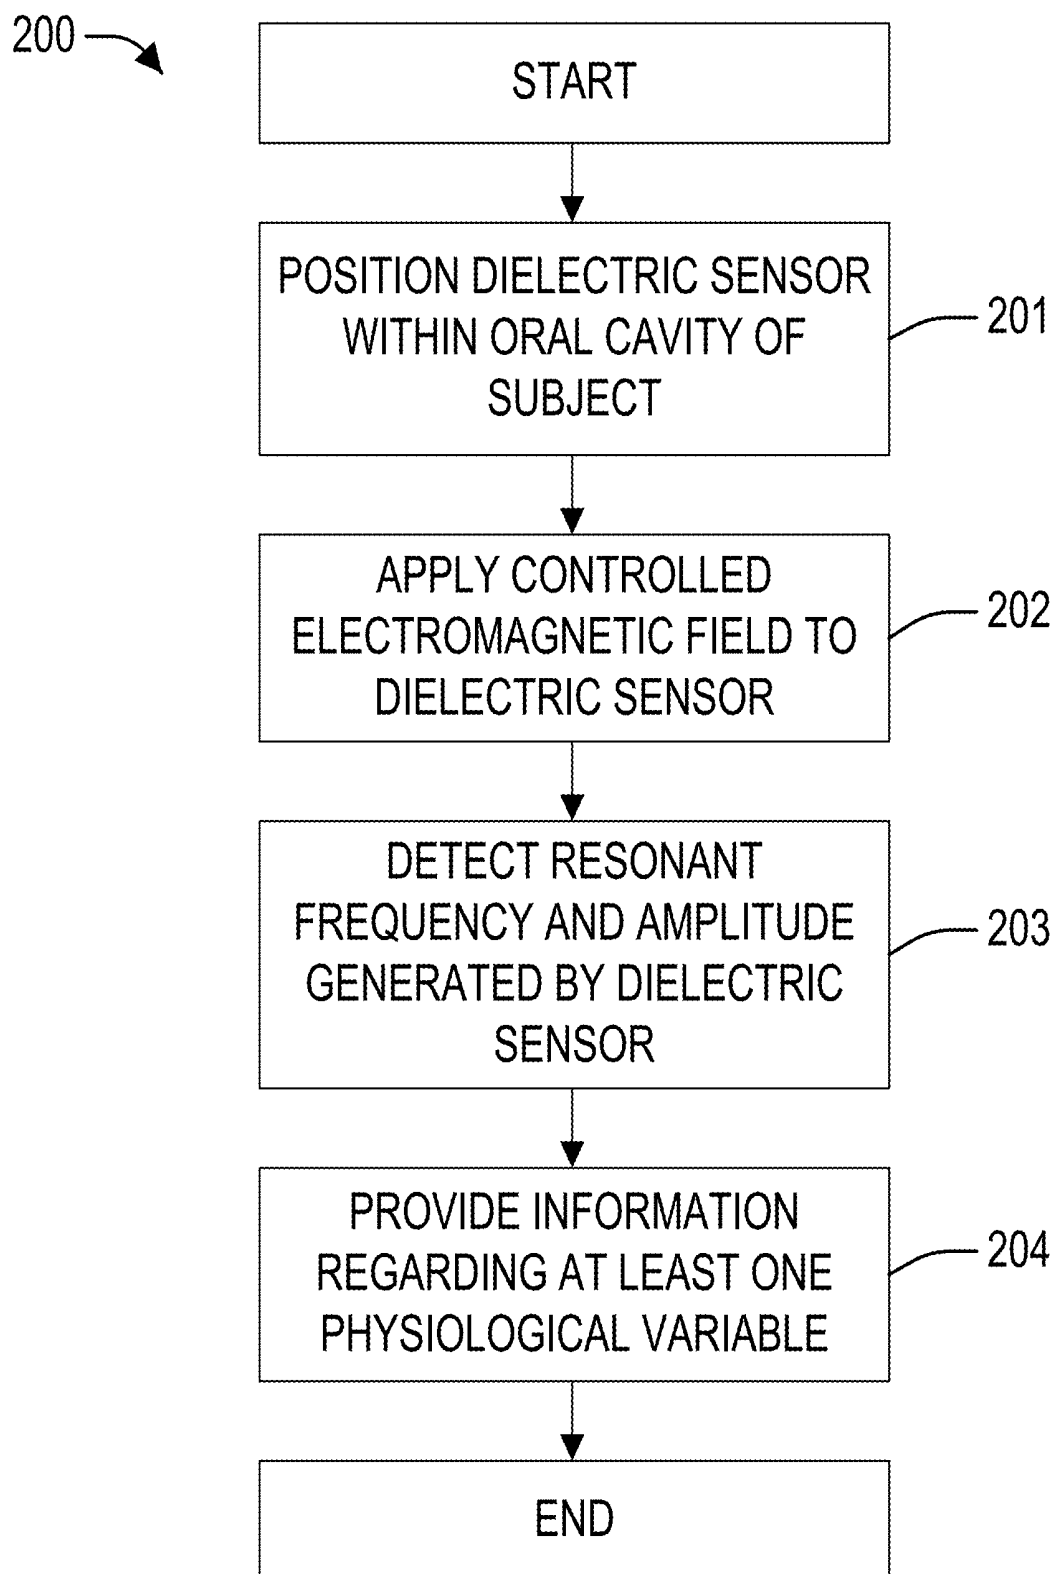 200
START
POSITION DIELECTRIC SENSOR
WITHIN ORAL CAVITY OF
SUBJECT
201
APPLY CONTROLLED
ELECTROMAGNETIC FIELD TO
DIELECTRIC SENSOR
202
DETECT RESONANT
FREQUENCY AND AMPLITUDE
GENERATED BY DIELECTRIC
SENSOR
203
PROVIDE INFORMATION
REGARDING AT LEAST ONE
PHYSIOLOGICAL VARIABLE
204
END